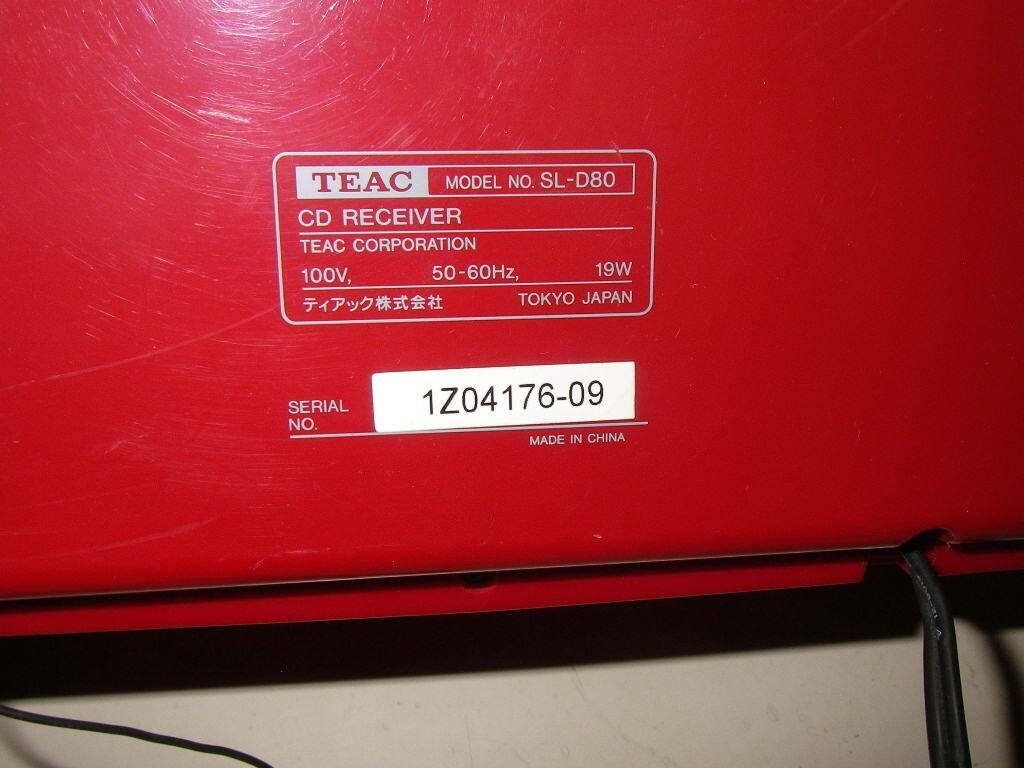 TEAC MODEL NO. SL-D80
CD RECEIVER
TEAC CORPORATION
100V, 50-60Hz, 19W
ティアック株式会社 TOKYO JAPAN
SERIAL NO. 1Z04176-09
MADE IN CHINA